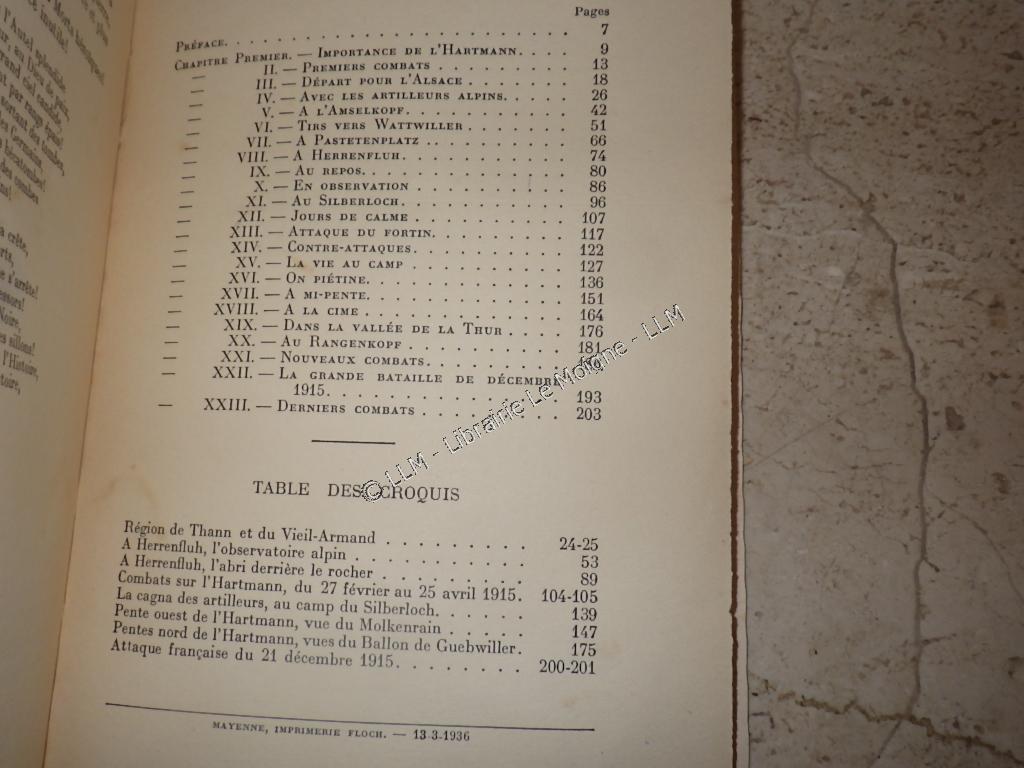 Pages
PRÉFACE. . . . . . . . . . . . . . . . . . . . . . . 7
CHAPITRE PREMIER. — IMPORTANCE DE L'HARTMANN. . . . 9
— II. — PREMIERS COMBATS . . . . . . . . . 13
— III. — DÉPART POUR L'ALSACE . . . . . . . 18
— IV. — AVEC LES ARTILLEURS ALPINS. . . . . 26
— V. — A L'AMSELKOPF. . . . . . . . . . . 42
— VI. — TIRS VERS WATTWILLER . . . . . . . 51
— VII. — A PASTETENPLATZ . . . . . . . . . . 66
— VIII. — A HERRENFLUH. . . . . . . . . . . 74
— IX. — AU REPOS. . . . . . . . . . . . . 80
— X. — EN OBSERVATION . . . . . . . . . . 86
— XI. — AU SILBERLOCH. . . . . . . . . . . 96
— XII. — JOURS DE CALME . . . . . . . . . . 107
— XIII. — ATTAQUE DU FORTIN. . . . . . . . . 117
— XIV. — CONTRE-ATTAQUES. . . . . . . . . . 122
— XV. — LA VIE AU CAMP . . . . . . . . . . 127
— XVI. — ON PIÉTINE. . . . . . . . . . . . 136
— XVII. — A MI-PENTE. . . . . . . . . . . . 151
— XVIII. — A LA CIME . . . . . . . . . . . . 164
— XIX. — DANS LA VALLÉE DE LA THUR . . . . 176
— XX. — AU RANGENKOPF . . . . . . . . . . 181
— XXI. — NOUVEAUX COMBATS. . . . . . . . .
— XXII. — LA GRANDE BATAILLE DE DÉCEMBRE
1915. . . . . . . . . . . . . . . 193
— XXIII. — DERNIERS COMBATS . . . . . . . . . 203
© LLM - Librairie Le Moigne - LLM
TABLE DES CROQUIS
Région de Thann et du Vieil-Armand . . . . . . . . 24-25
A Herrenfluh, l'observatoire alpin . . . . . . . . . 53
A Herrenfluh, l'abri derrière le rocher . . . . . . . . 89
Combats sur l'Hartmann, du 27 février au 25 avril 1915. 104-105
La cagna des artilleurs, au camp du Silberloch. . . . . 139
Pente ouest de l'Hartmann, vue du Molkenrain . . . . . 147
Pentes nord de l'Hartmann, vues du Ballon de Guebwiller. 175
Attaque française du 21 décembre 1915. . . . . . . . 200-201
MAYENNE, IMPRIMERIE FLOCH. — 13-3-1936